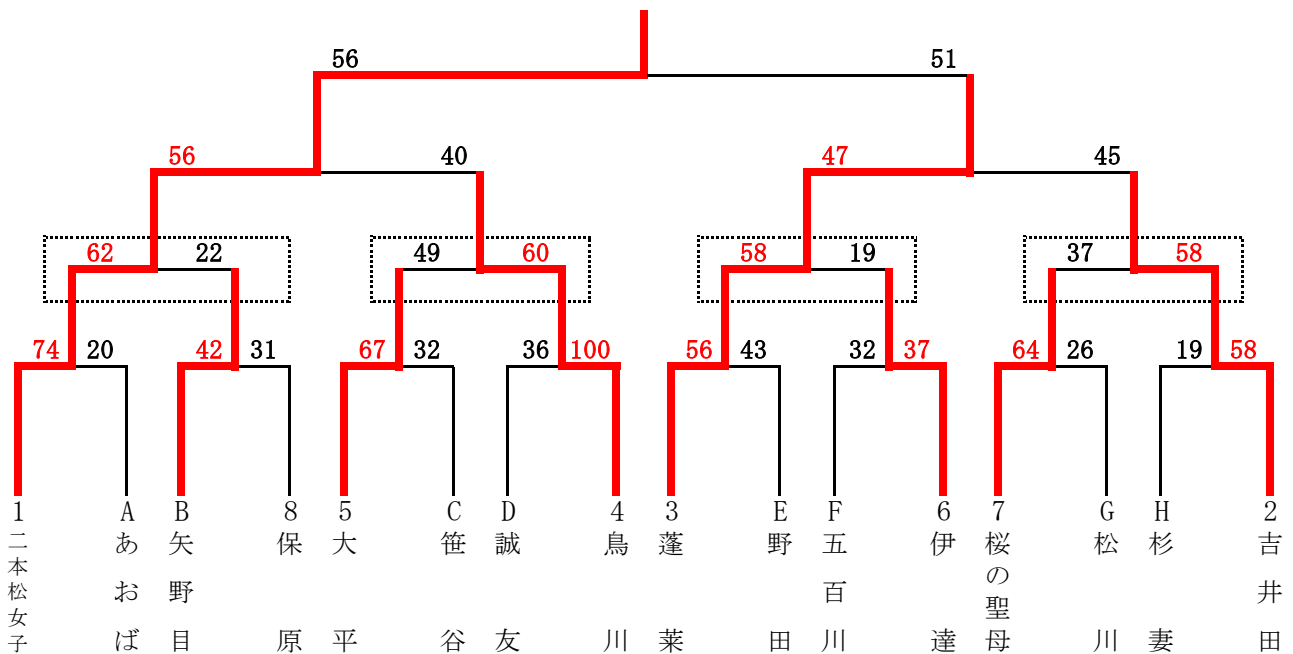 56 51
56 40 47 45
62 22 49 60 58 19 37 58
74 20 42 31 67 32 36 100 56 43 32 37 64 26 19 58
1 A B 8 5 C D 4 3 E F 6 7 G H 2
二本松女子
あおば
矢野目
保原
大平
笹谷
誠友
鳥川
蓬莱
野田
五百川
伊達
桜の聖母
松川
杉妻
吉井田